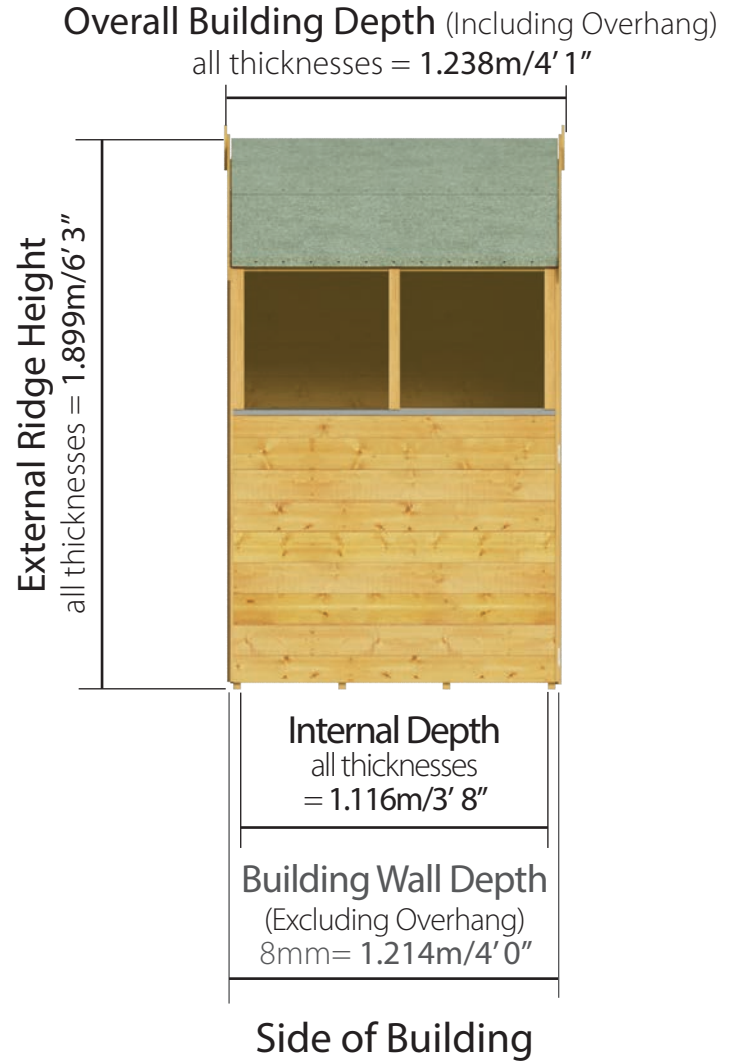 Overall Building Depth (Including Overhang)
all thicknesses = 1.238m/4' 1”
External Ridge Height
all thicknesses = 1.899m/6' 3”
Internal Depth
all thicknesses
= 1.116m/3' 8”
Building Wall Depth
(Excluding Overhang)
8mm= 1.214m/4' 0”
Side of Building